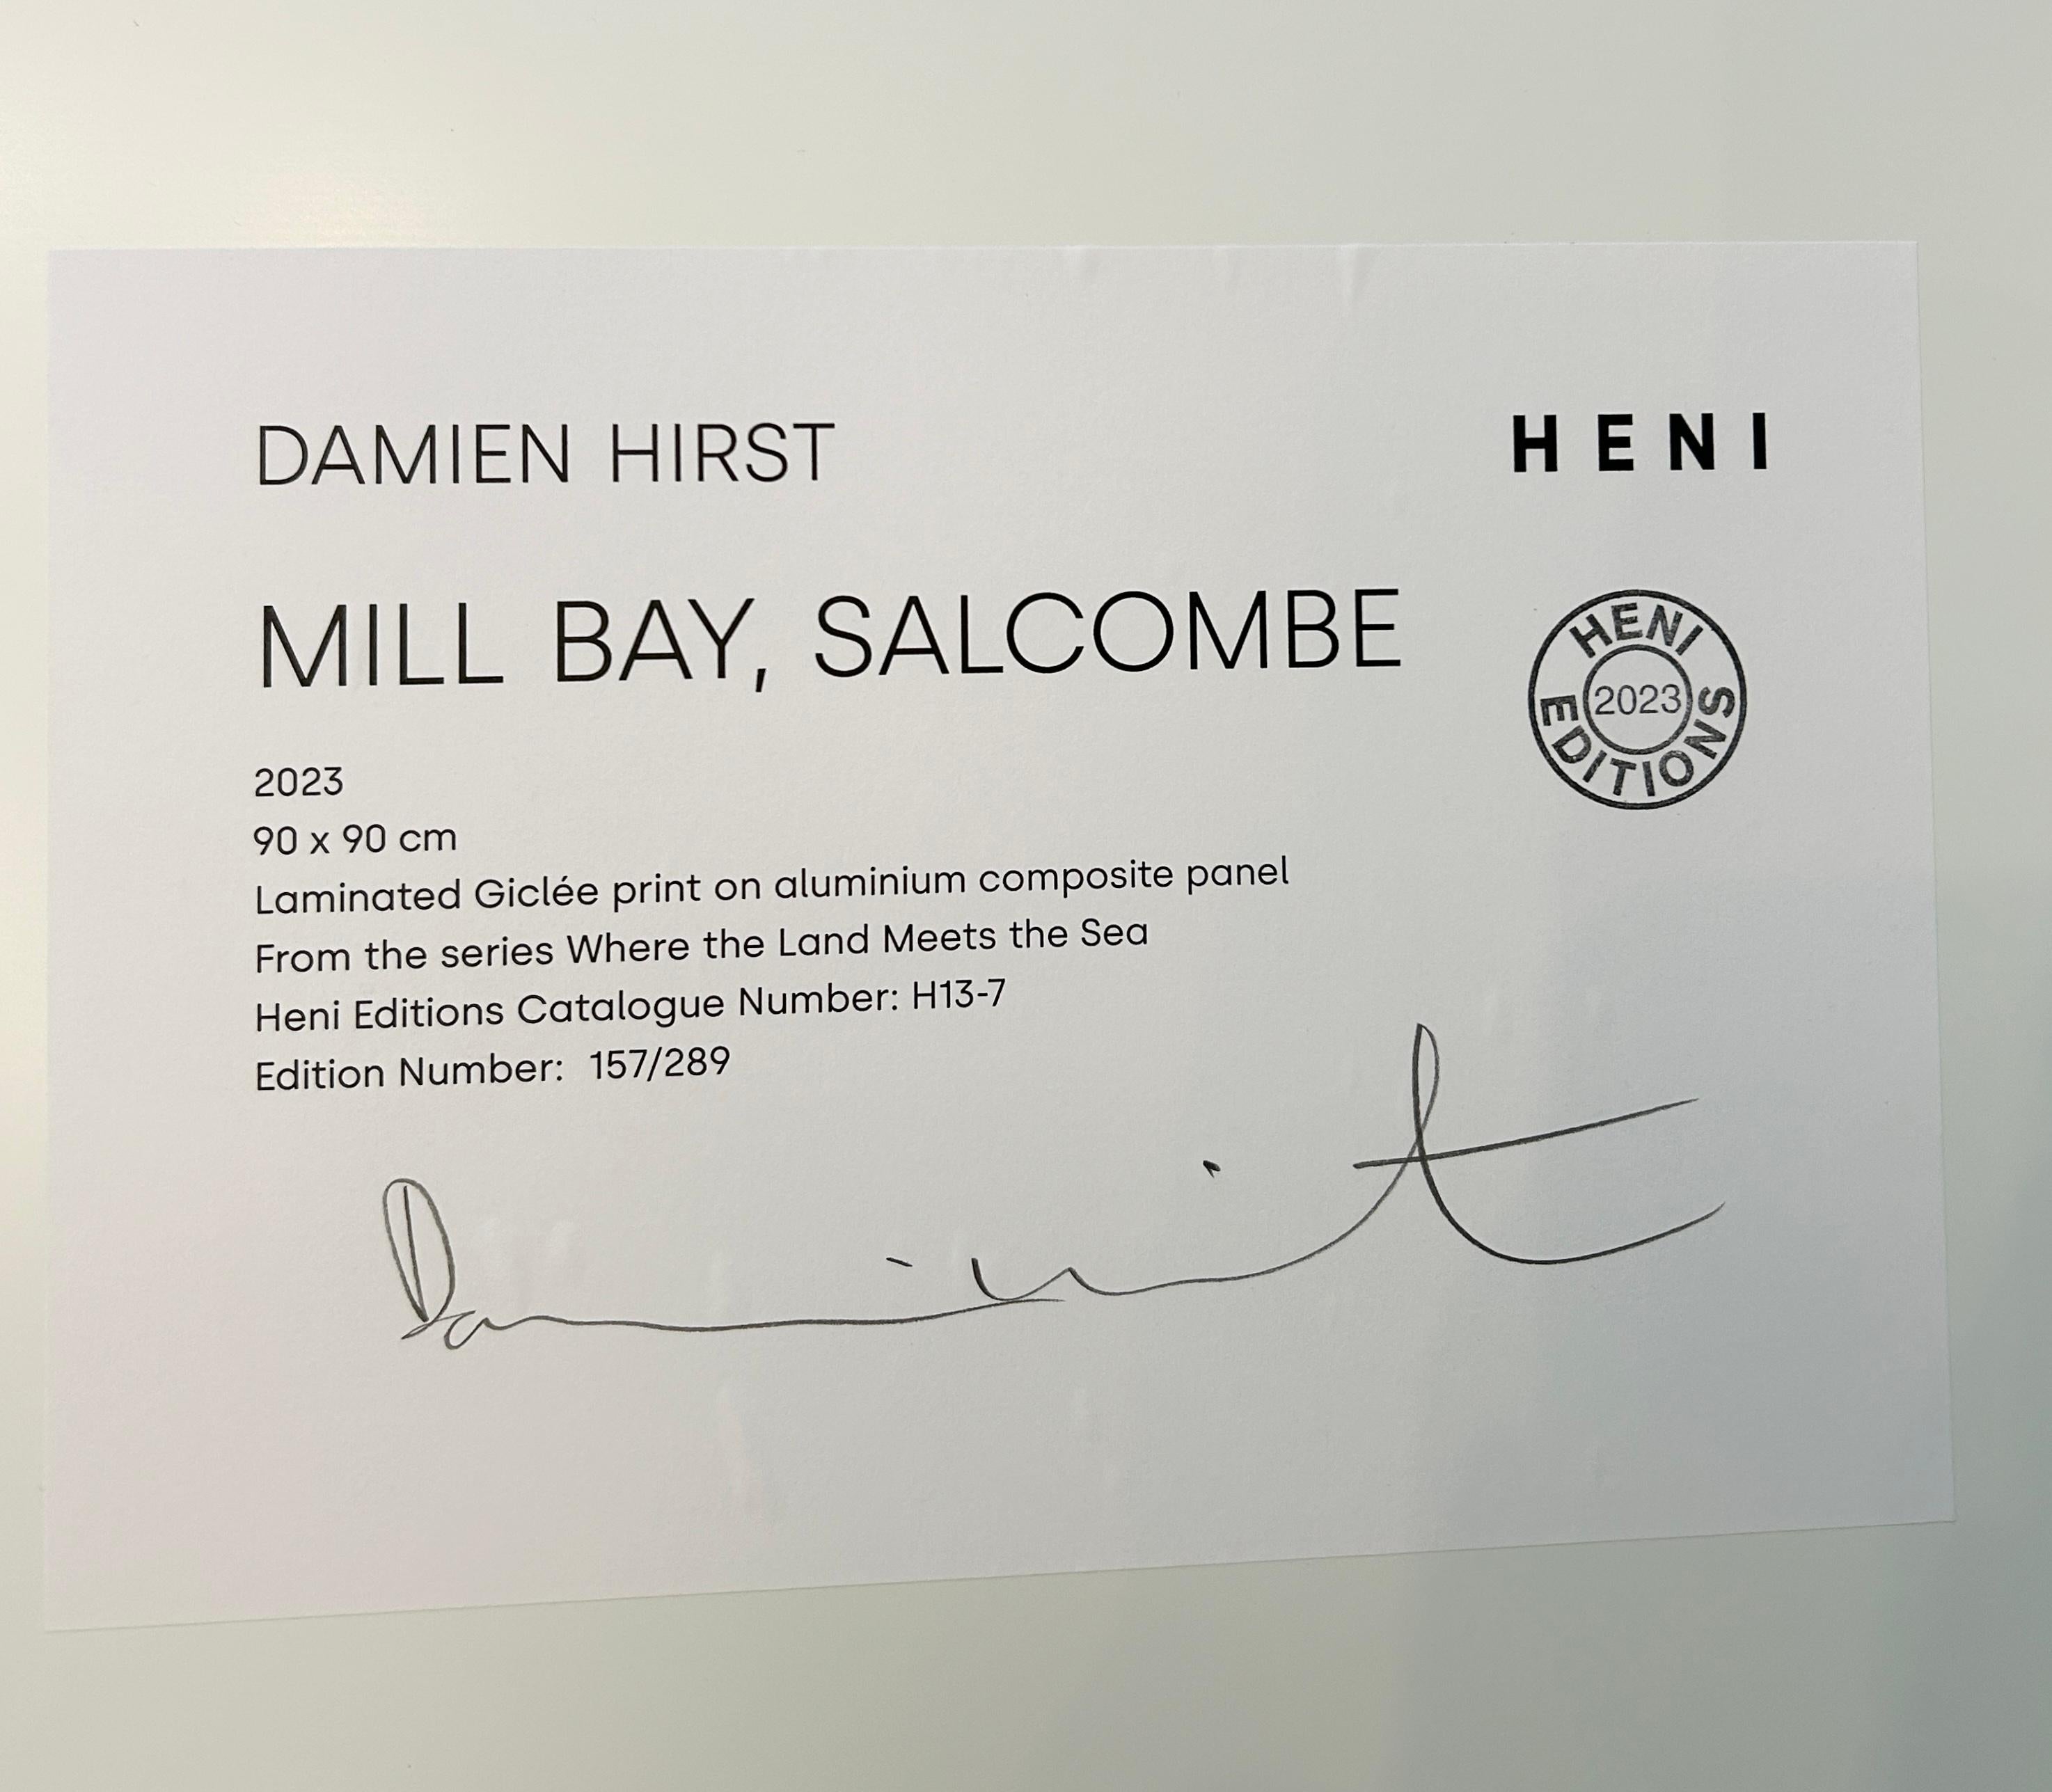 DAMIEN HIRST
HENI
MILL BAY, SALCOMBE
HENI EDITIONS
2023
2023
90 x 90 cm
Laminated Giclée print on aluminium composite panel
From the series Where the Land Meets the Sea
Heni Editions Catalogue Number: H13-7
Edition Number: 157/289